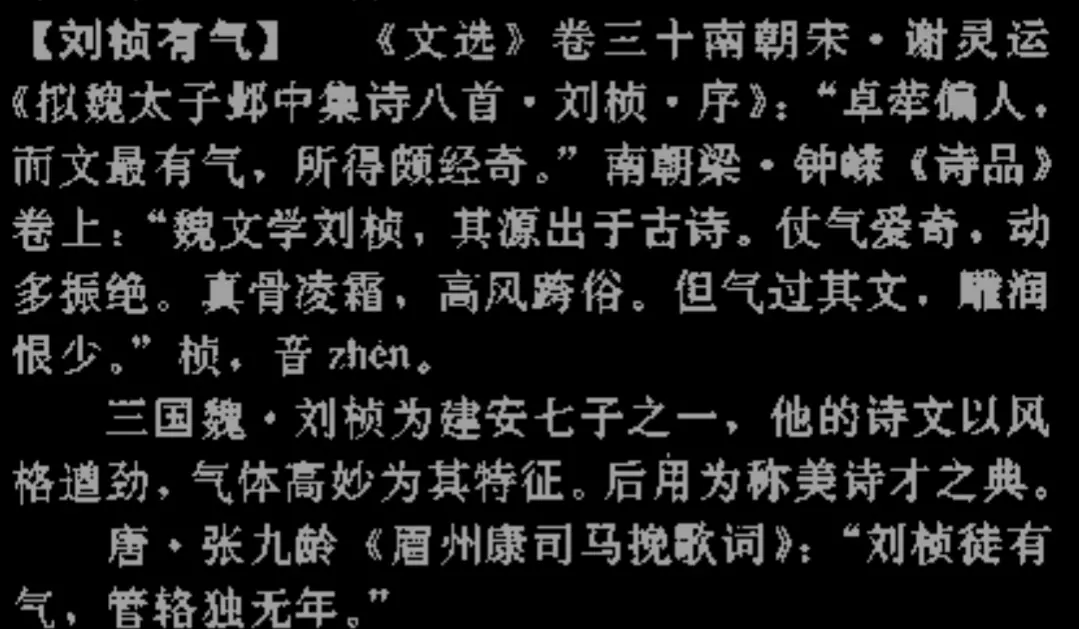 【刘桢有气】 《文选》卷三十南朝宋·谢灵运
《拟魏太子邺中集诗八首·刘桢·序》：“卓荦偏人，
而文最有气，所得颇经奇。”南朝梁·钟嵘《诗品》
卷上：“魏文学刘桢，其源出于古诗。仗气爱奇，动
多振绝。真骨凌霜，高风跨俗。但气过其文，雕润
恨少。”桢，音 zhēn。
三国魏·刘桢为建安七子之一，他的诗文以风
格遒劲，气体高妙为其特征。后用为称美诗才之典。
唐·张九龄《眉州康司马挽歌词》：“刘桢徒有
气，管辂独无年。”